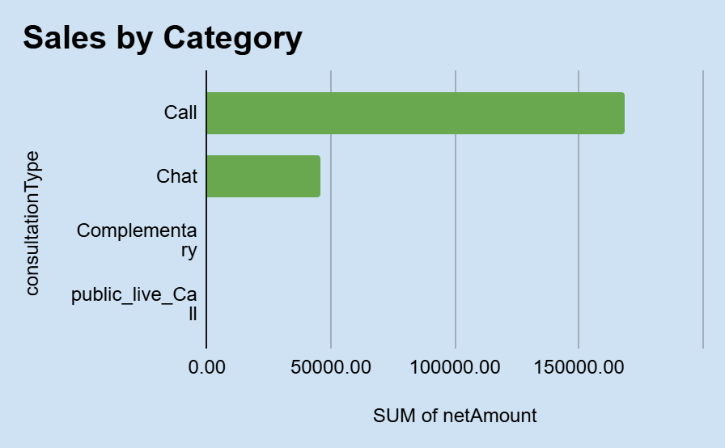 Sales by Category
consultationType
Call
Chat
Complementa
ry
public_live_Ca
ll
0.00
50000.00
100000.00
150000.00
SUM of netAmount